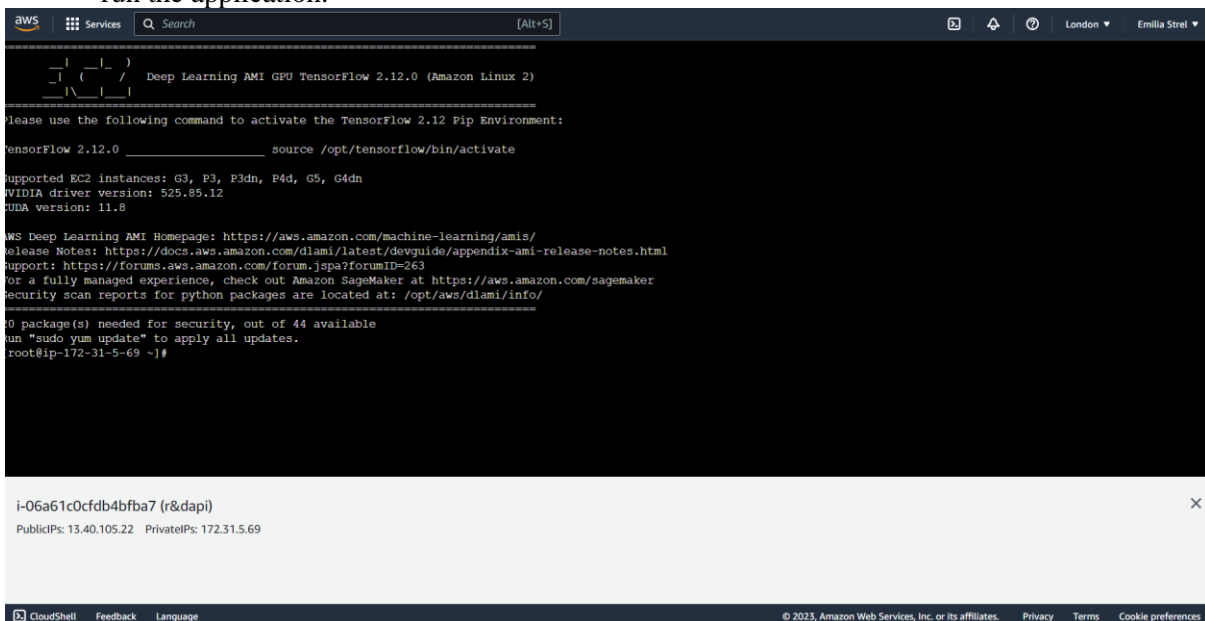 run the application.
aws Services Search [Alt+S] London Emilia Strel
Deep Learning AMI GPU TensorFlow 2.12.0 (Amazon Linux 2)
lease use the following command to activate the TensorFlow 2.12 Pip Environment:
ensorFlow 2.12.0 _____________________ source /opt/tensorflow/bin/activate
upported EC2 instances: G3, P3, P3dn, P4d, G5, G4dn
VIDIA driver version: 525.85.12
UDA version: 11.8
WS Deep Learning AMI Homepage: https://aws.amazon.com/machine-learning/amis/
elease Notes: https://docs.aws.amazon.com/dlami/latest/devguide/appendix-ami-release-notes.html
upport: https://forums.aws.amazon.com/forum.jspa?forumID=263
or a fully managed experience, check out Amazon SageMaker at https://aws.amazon.com/sagemaker
ecurity scan reports for python packages are located at: /opt/aws/dlami/info/
0 package(s) needed for security, out of 44 available
un "sudo yum update" to apply all updates.
[root@ip-172-31-5-69 ~]#
i-06a61c0cfdb4bfba7 (r&dapi)
PublicIPs: 13.40.105.22 PrivateIPs: 172.31.5.69
CloudShell Feedback Language © 2023, Amazon Web Services, Inc. or its affiliates. Privacy Terms Cookie preferences